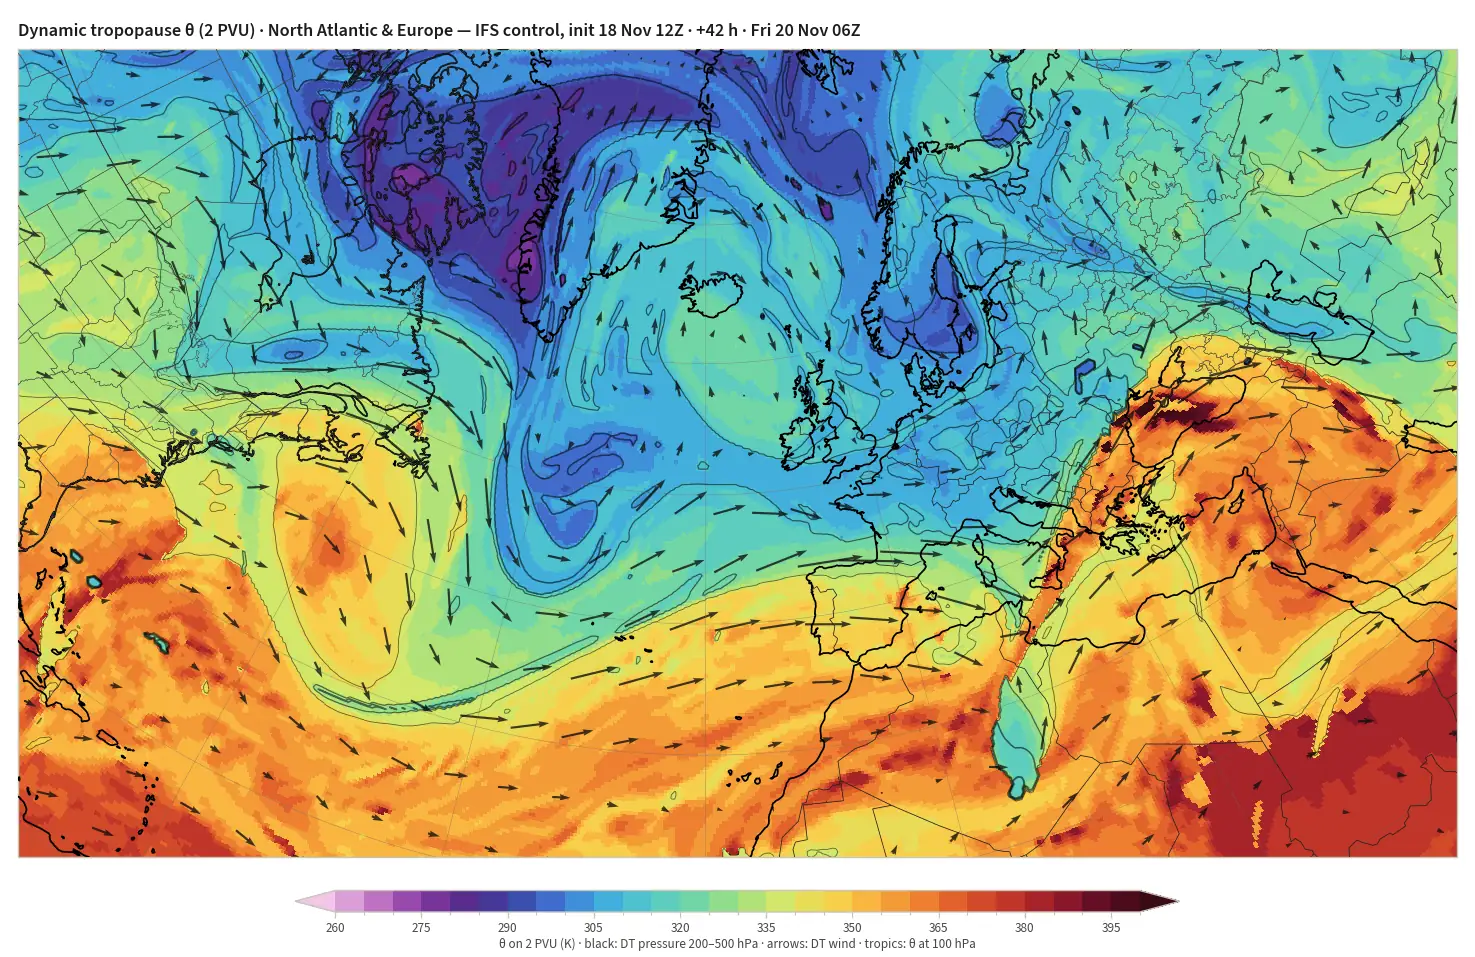 Dynamic tropopause θ (2 PVU) · North Atlantic & Europe — IFS control, init 18 Nov 12Z · +42 h · Fri 20 Nov 06Z
260 275 290 305 320 335 350 365 380 395
θ on 2 PVU (K) · black: DT pressure 200–500 hPa · arrows: DT wind · tropics: θ at 100 hPa